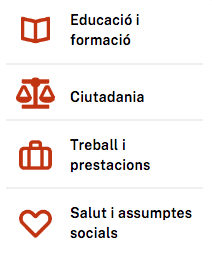 Educació i
formació
Ciutadania
Treball i
prestacions
Salut i assumptes
socials